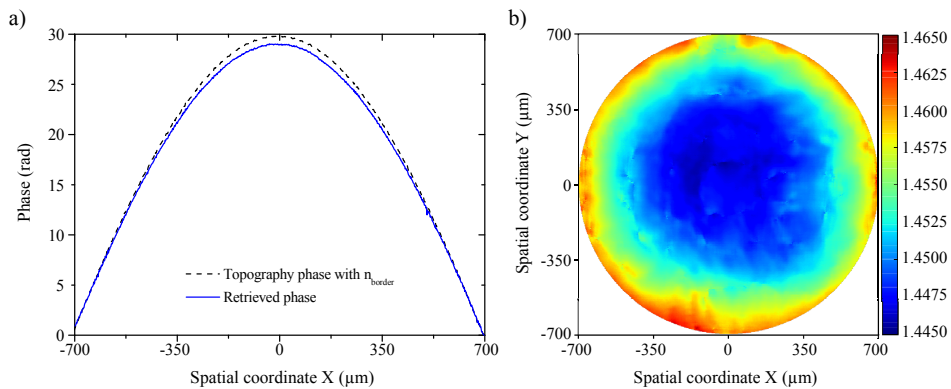 a)
30
25
20
15
10
5
0
Phase (rad)
Topography phase with n_border
Retrieved phase
-700 -350 0 350 700
Spatial coordinate X (µm)
b)
700
350
0
-350
-700
Spatial coordinate Y (µm)
-700 -350 0 350 700
Spatial coordinate X (µm)
1.4650
1.4625
1.4600
1.4575
1.4550
1.4525
1.4500
1.4475
1.4450